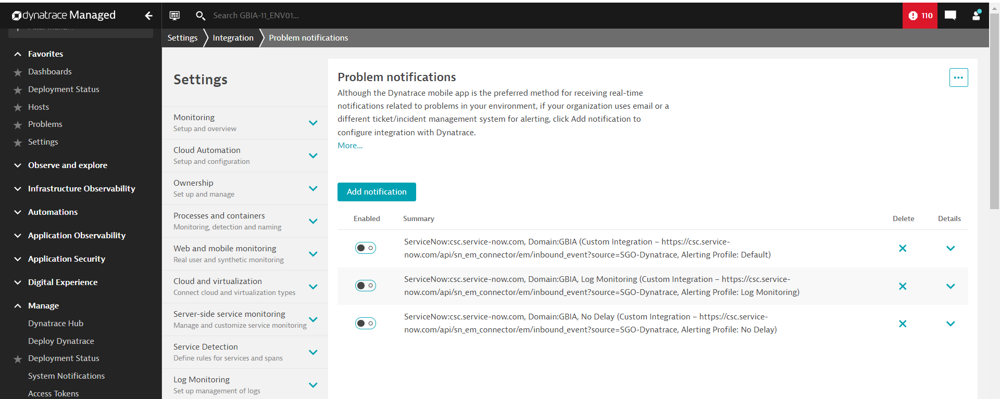 dynatrace Managed
Search GBIA-11_ENV01...
110
Filter menu...
Favorites
Dashboards
Deployment Status
Hosts
Problems
Settings
Observe and explore
Infrastructure Observability
Automations
Application Observability
Application Security
Digital Experience
Manage
Dynatrace Hub
Deploy Dynatrace
Deployment Status
System Notifications
Access Tokens
Settings
Integration
Problem notifications
Settings
Monitoring
Setup and overview
Cloud Automation
Setup and configuration
Ownership
Set up and manage
Processes and containers
Monitoring, detection and naming
Web and mobile monitoring
Real user and synthetic monitoring
Cloud and virtualization
Connect cloud and virtualization types
Server-side service monitoring
Manage and customize service monitoring
Service Detection
Define rules for services and spans
Log Monitoring
Set up management of logs
Problem notifications
Although the Dynatrace mobile app is the preferred method for receiving real-time
notifications related to problems in your environment, if your organization uses email or a
different ticket/incident management system for alerting, click Add notification to
configure integration with Dynatrace.
More...
Add notification
Enabled Summary Delete Details
ServiceNow:csc.service-now.com, Domain:GBIA (Custom Integration – https://csc.service-
now.com/api/sn_em_connector/em/inbound_event?source=SGO-Dynatrace, Alerting Profile: Default)
ServiceNow:csc.service-now.com, Domain:GBIA, Log Monitoring (Custom Integration – https://csc.service-
now.com/api/sn_em_connector/em/inbound_event?source=SGO-Dynatrace, Alerting Profile: Log Monitoring)
ServiceNow:csc.service-now.com, Domain:GBIA, No Delay (Custom Integration – https://csc.service-
now.com/api/sn_em_connector/em/inbound_event?source=SGO-Dynatrace, Alerting Profile: No Delay)